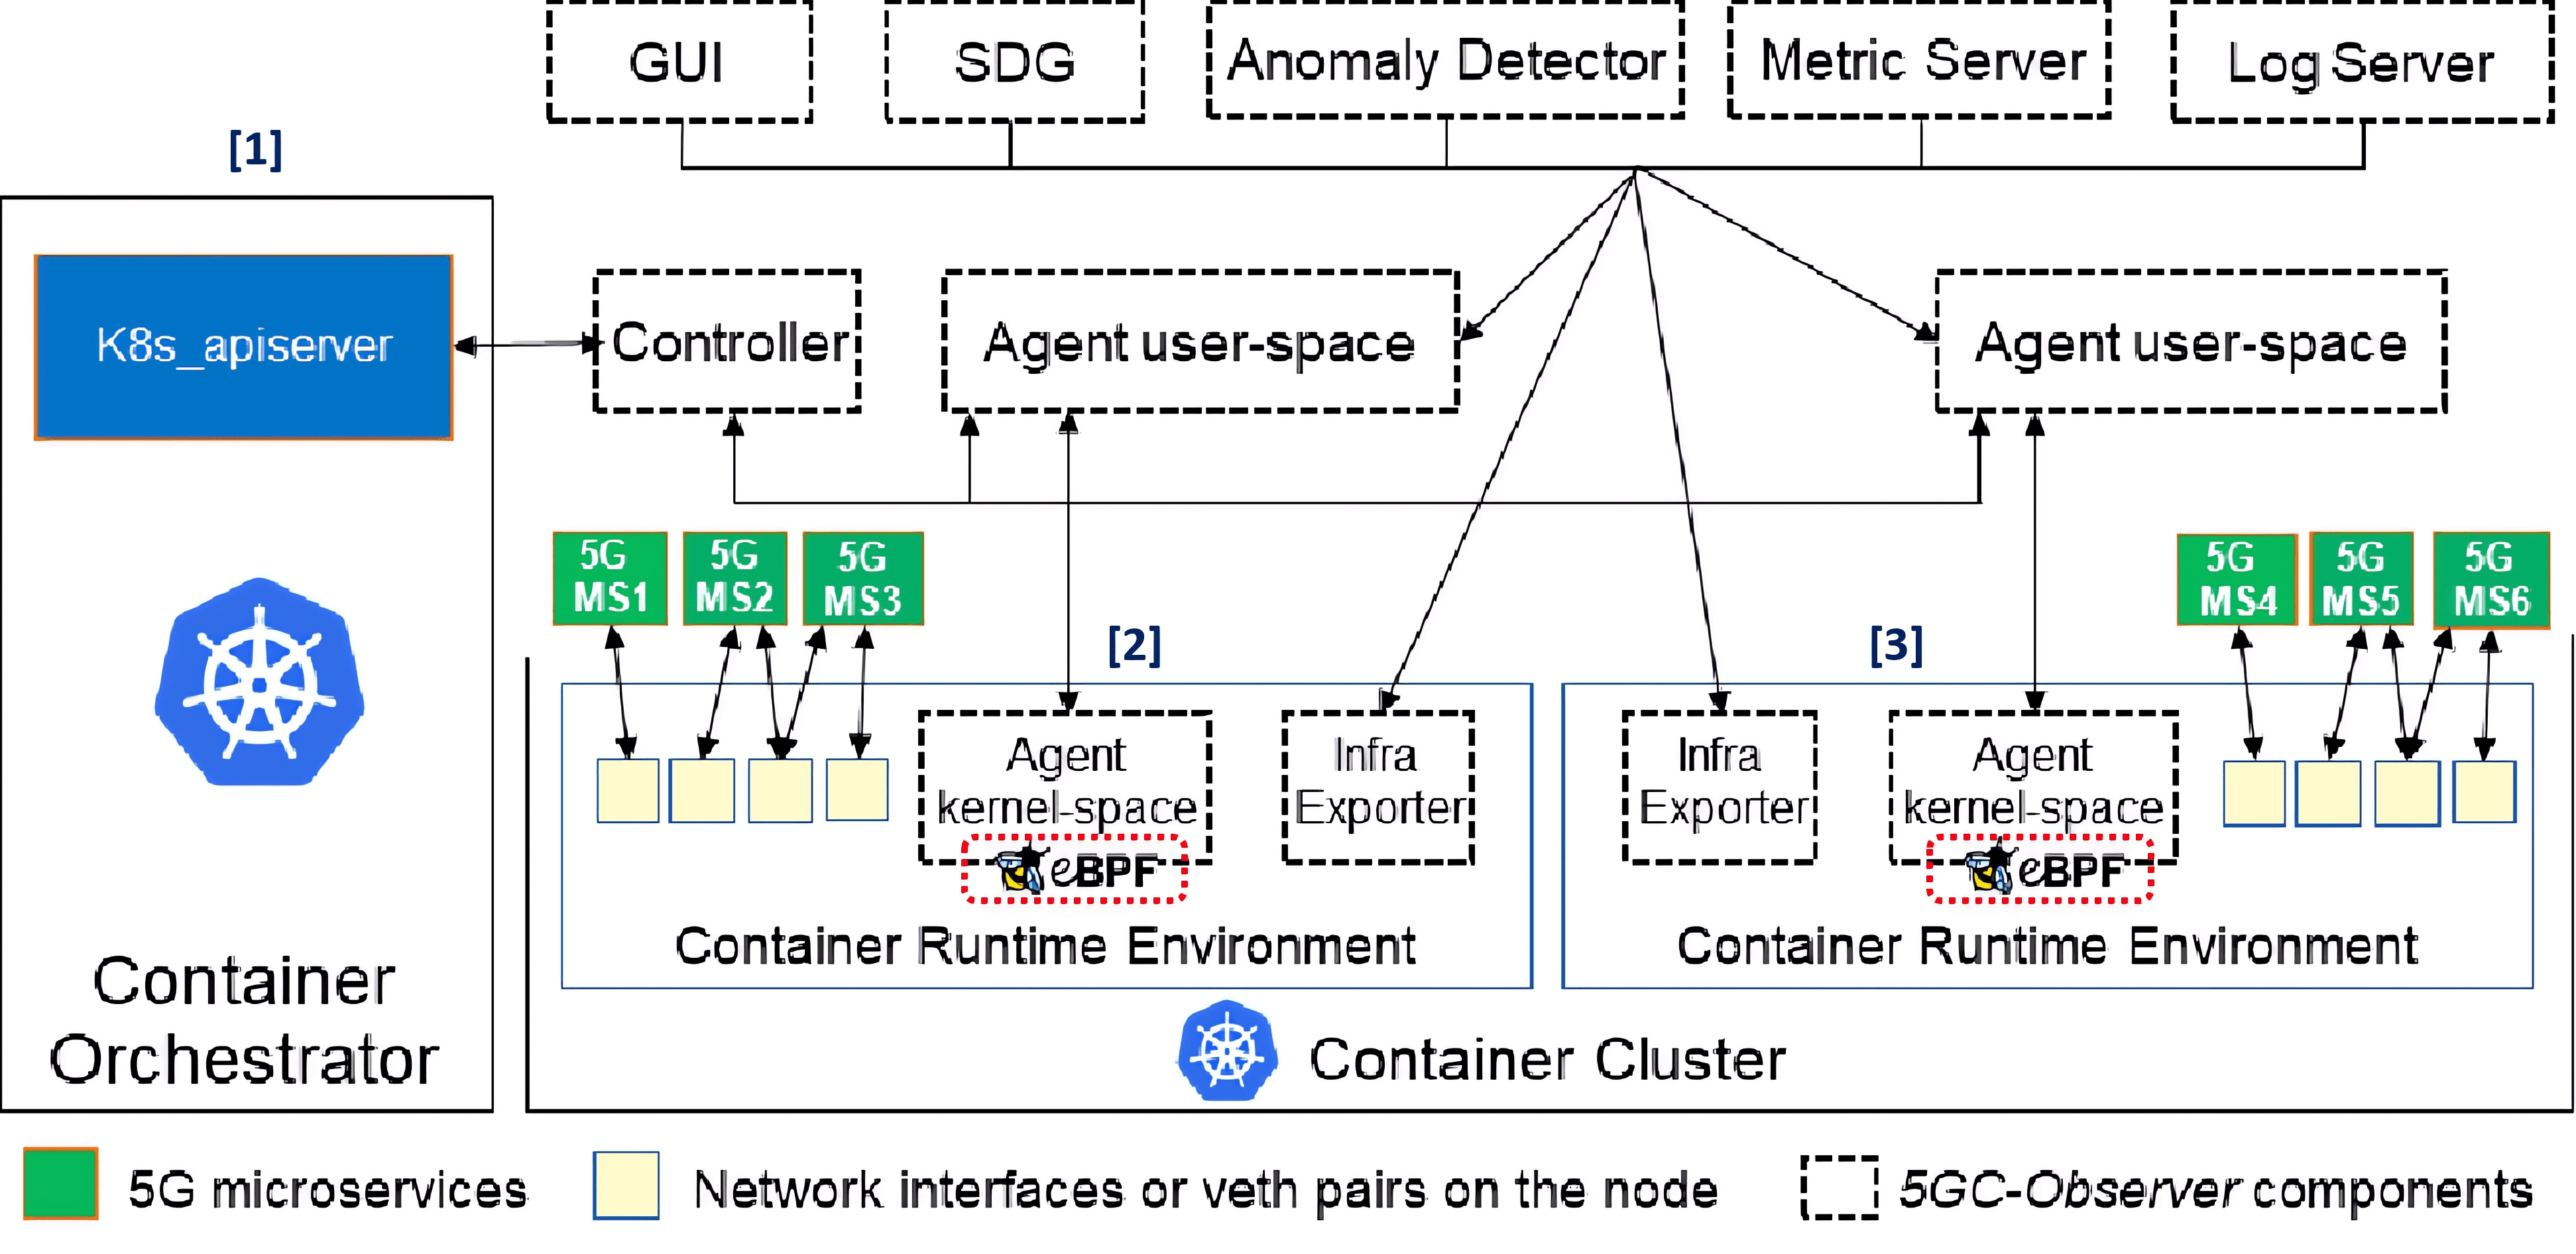 GUI
SDG
Anomaly Detector
Metric Server
Log Server
[1]
K8s_apiserver
Controller
Agent user-space
Agent user-space
5G
MS1
5G
MS2
5G
MS3
5G
MS4
5G
MS5
5G
MS6
[2]
[3]
Agent
kernel-space
eBPF
Infra
Exporter
Infra
Exporter
Agent
kernel-space
eBPF
Container Runtime Environment
Container Runtime Environment
Container
Orchestrator
Container Cluster
5G microservices
Network interfaces or veth pairs on the node
5GC-Observer components